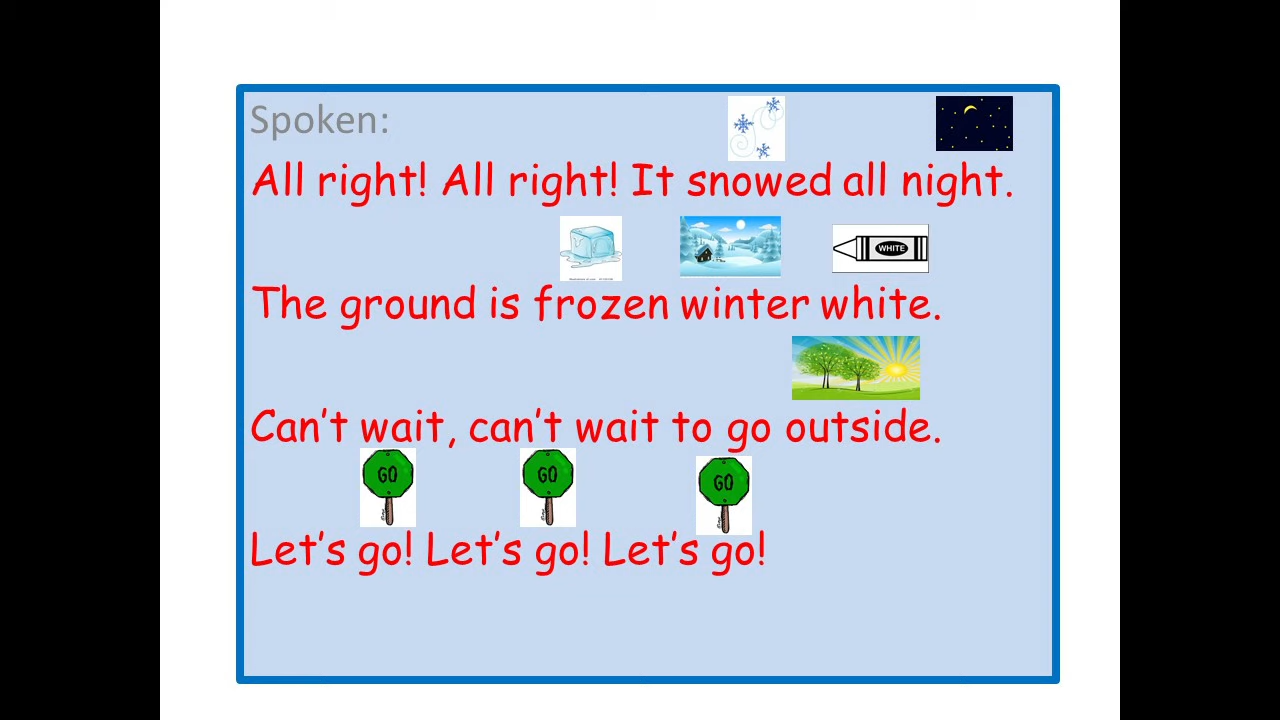 Spoken:
All right! All right! It snowed all night.
WHITE
The ground is frozen winter white.
Can't wait, can't wait to go outside.
GO GO GO
Let's go! Let's go! Let's go!